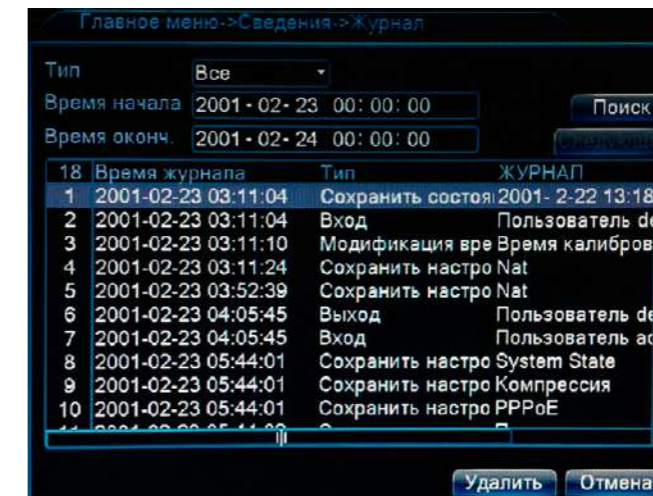 Главное меню->Сведения->Журнал
Тип Все
Время начала 2001 - 02 - 23 00: 00: 00 Поиск
Время оконч. 2001 - 02 - 24 00: 00: 00
18 Время журнала Тип ЖУРНАЛ
1 2001-02-23 03:11:04 Сохранить состоя 2001- 2-22 13:18
2 2001-02-23 03:11:04 Вход Пользователь de
3 2001-02-23 03:11:10 Модификация вре Время калибров
4 2001-02-23 03:11:24 Сохранить настро Nat
5 2001-02-23 03:52:39 Сохранить настро Nat
6 2001-02-23 04:05:45 Выход Пользователь de
7 2001-02-23 04:05:45 Вход Пользователь ad
8 2001-02-23 05:44:01 Сохранить настро System State
9 2001-02-23 05:44:01 Сохранить настро Компрессия
10 2001-02-23 05:44:01 Сохранить настро PPPoE
Удалить Отмена